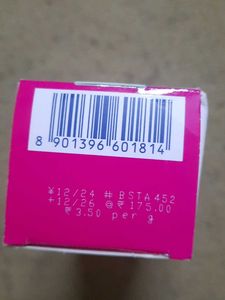 8 901396 601814
¥12/24 # BSTA452
+12/26 @ ₹ 175.00
₹ 3.50 per g